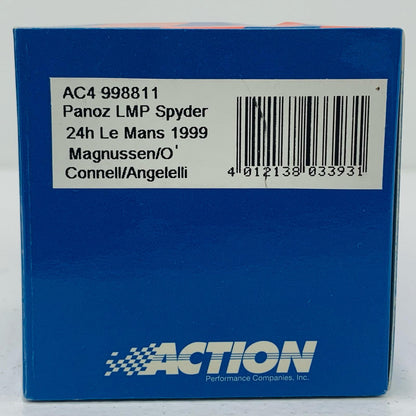 AC4 998811
Panoz LMP Spyder
24h Le Mans 1999
Magnussen/O'
Connell/Angelelli
4 012138 033931
ACTION
Performance Companies, Inc.